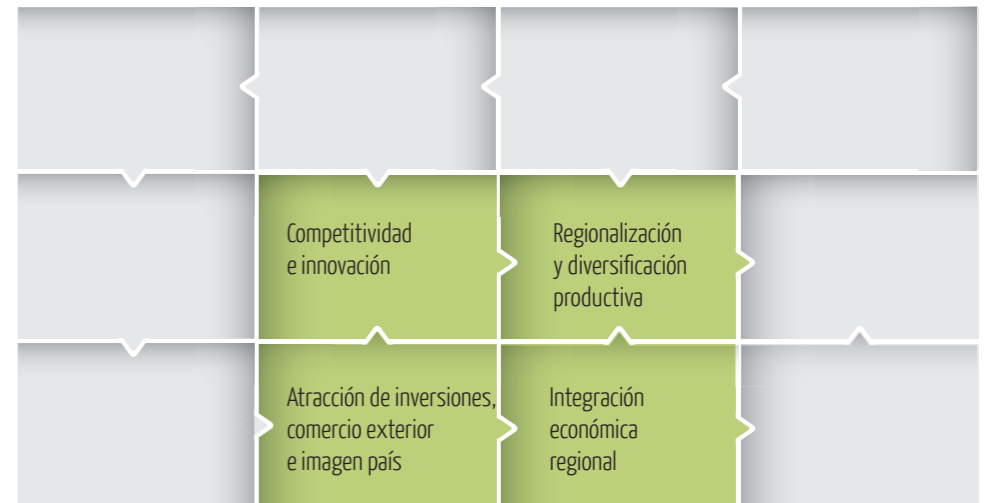 Competitividad
e innovación
Regionalización
y diversificación
productiva
Atracción de inversiones,
comercio exterior
e imagen país
Integración
económica
regional